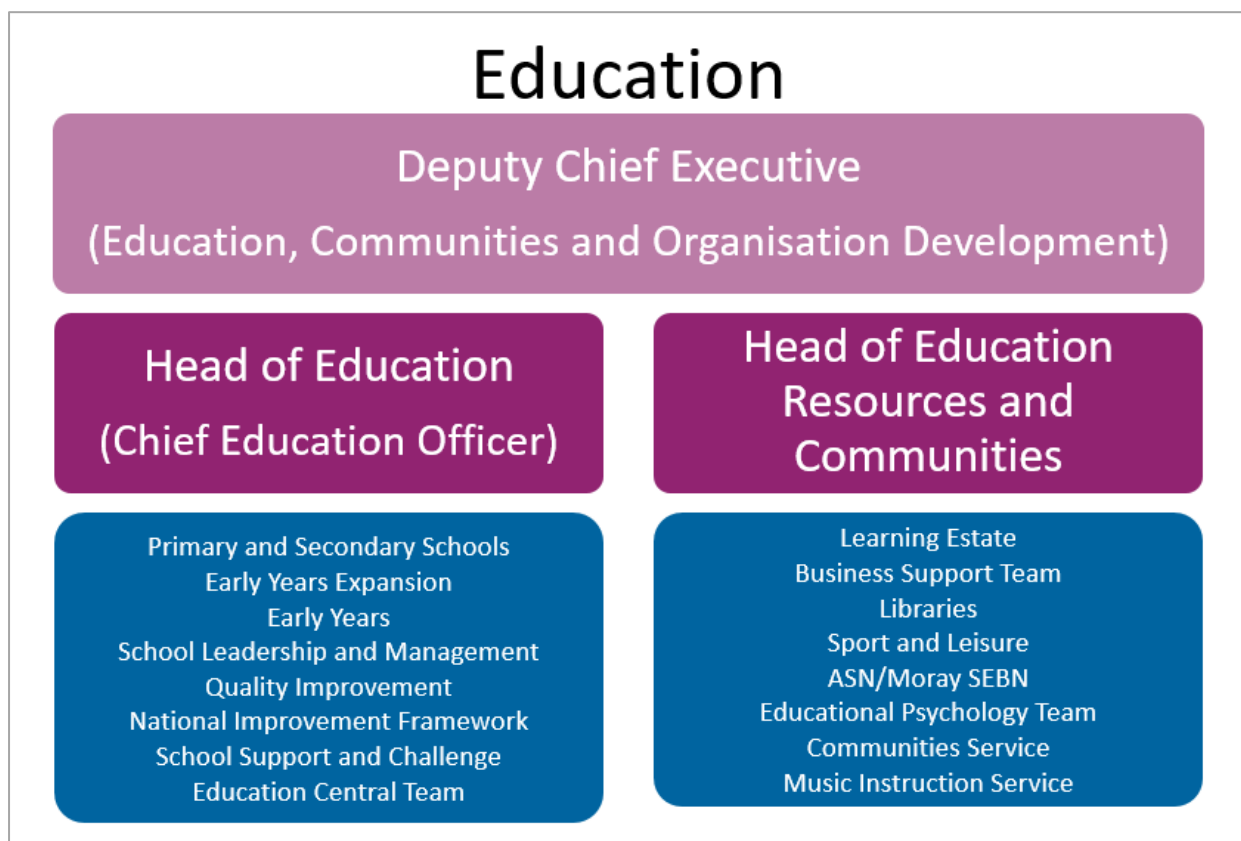 Education
Deputy Chief Executive
(Education, Communities and Organisation Development)
Head of Education
(Chief Education Officer)
Head of Education
Resources and
Communities
Primary and Secondary Schools
Early Years Expansion
Early Years
School Leadership and Management
Quality Improvement
National Improvement Framework
School Support and Challenge
Education Central Team
Learning Estate
Business Support Team
Libraries
Sport and Leisure
ASN/Moray SEBN
Educational Psychology Team
Communities Service
Music Instruction Service